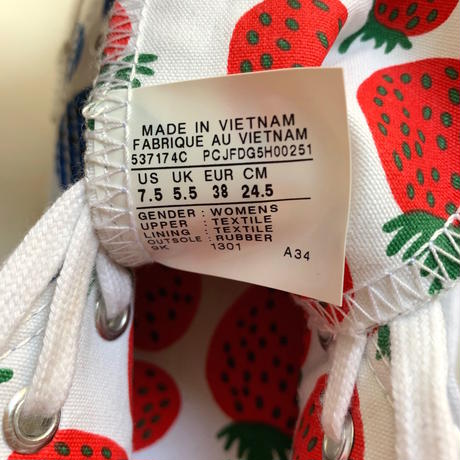 MADE IN VIETNAM
FABRIQUE AU VIETNAM
537174C PCJFDG5H00251
US UK EUR CM
7.5 5.5 38 24.5
GENDER : WOMENS
UPPER : TEXTILE
LINING : TEXTILE
OUTSOLE : RUBBER
9K 1301 A34